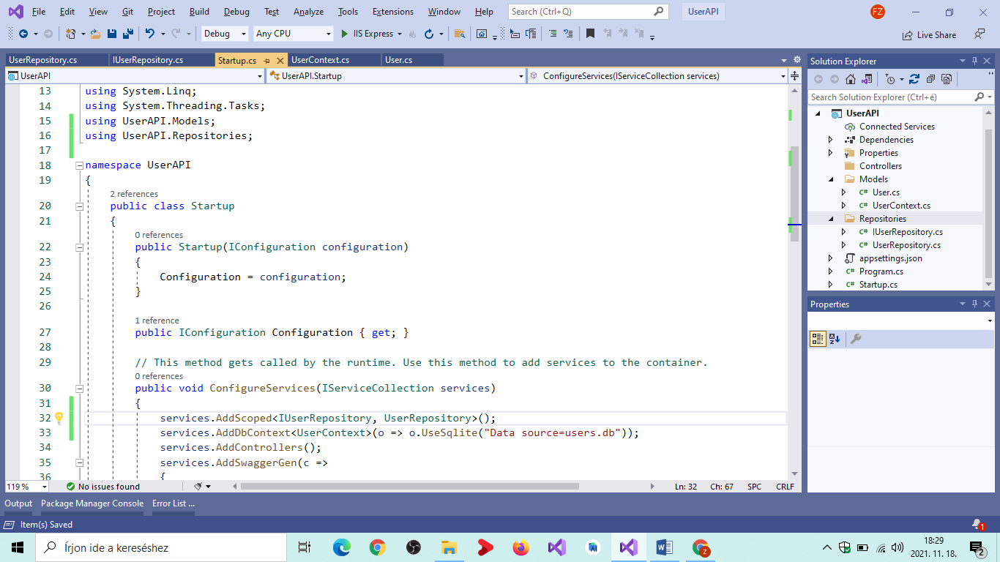 File Edit View Git Project Build Debug Test Analyze Tools Extensions Window Help Search (Ctrl+Q) UserAPI FZ
Debug Any CPU IIS Express Live Share
UserRepository.cs IUserRepository.cs Startup.cs UserContext.cs User.cs
UserAPI UserAPI.Startup ConfigureServices(IServiceCollection services)
13 using System.Linq;
14 using System.Threading.Tasks;
15 using UserAPI.Models;
16 using UserAPI.Repositories;
17
18 namespace UserAPI
19 {
2 references
20 public class Startup
21 {
0 references
22 public Startup(IConfiguration configuration)
23 {
24 Configuration = configuration;
25 }
26
1 reference
27 public IConfiguration Configuration { get; }
28
29 // This method gets called by the runtime. Use this method to add services to the container.
0 references
30 public void ConfigureServices(IServiceCollection services)
31 {
32 services.AddScoped<IUserRepository, UserRepository>();
33 services.AddDbContext<UserContext>(o => o.UseSqlite("Data source=users.db"));
34 services.AddControllers();
35 services.AddSwaggerGen(c =>
36 {
119 % No issues found Ln: 32 Ch: 67 SPC CRLF
Solution Explorer
Search Solution Explorer (Ctrl+é)
UserAPI
Connected Services
Dependencies
Properties
Controllers
Models
C# User.cs
C# UserContext.cs
Repositories
C# IUserRepository.cs
C# UserRepository.cs
appsettings.json
C# Program.cs
C# Startup.cs
Properties
Output Package Manager Console Error List ...
Item(s) Saved 1
Írjon ide a kereséshez
Z
18:29
2021. 11. 18.
2